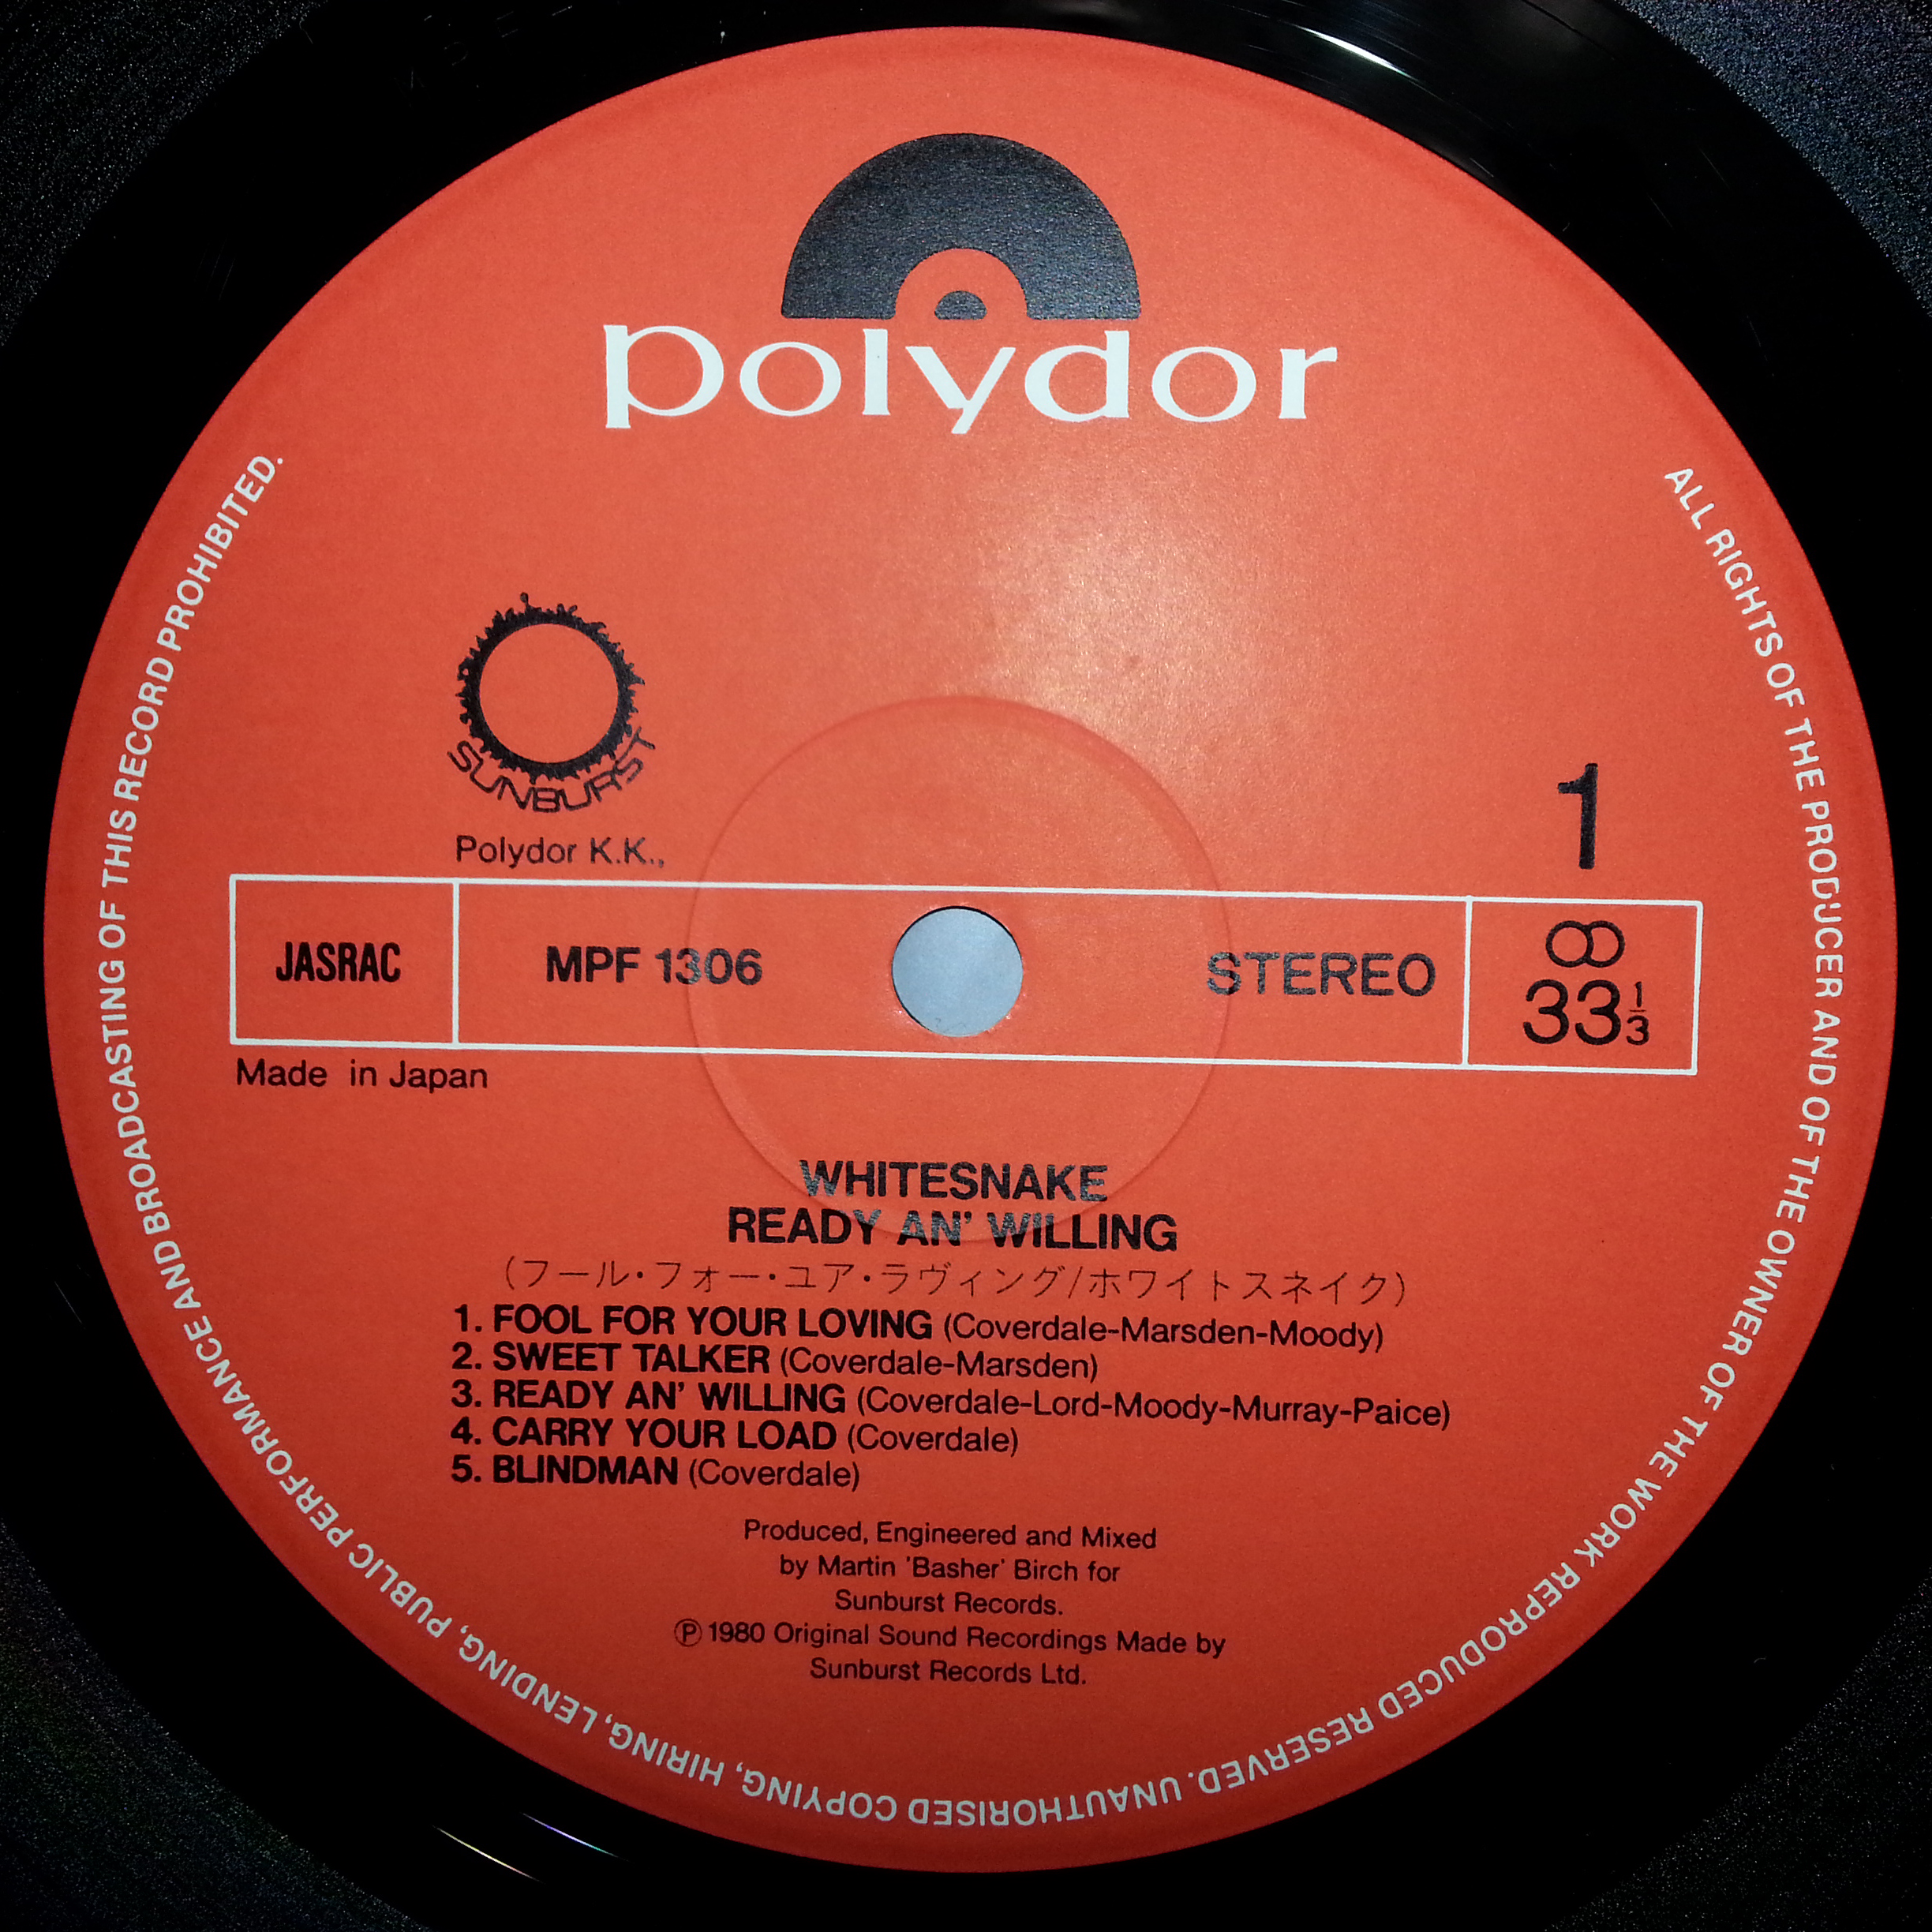 polydor
SUNBURST
Polydor K.K.,
1
JASRAC
MPF 1306
STEREO
33 1/3
Made in Japan
WHITESNAKE
READY AN' WILLING
(フール・フォー・ユア・ラヴィング/ホワイトスネイク)
1. FOOL FOR YOUR LOVING (Coverdale-Marsden-Moody)
2. SWEET TALKER (Coverdale-Marsden)
3. READY AN' WILLING (Coverdale-Lord-Moody-Murray-Paice)
4. CARRY YOUR LOAD (Coverdale)
5. BLINDMAN (Coverdale)
Produced, Engineered and Mixed
by Martin 'Basher' Birch for
Sunburst Records.
Ⓟ 1980 Original Sound Recordings Made by
Sunburst Records Ltd.
ALL RIGHTS OF THE PRODUCER AND OF THE OWNER OF THE WORK REPRODUCED RESERVED. UNAUTHORISED COPYING, HIRING, LENDING, PUBLIC PERFORMANCE AND BROADCASTING OF THIS RECORD PROHIBITED.